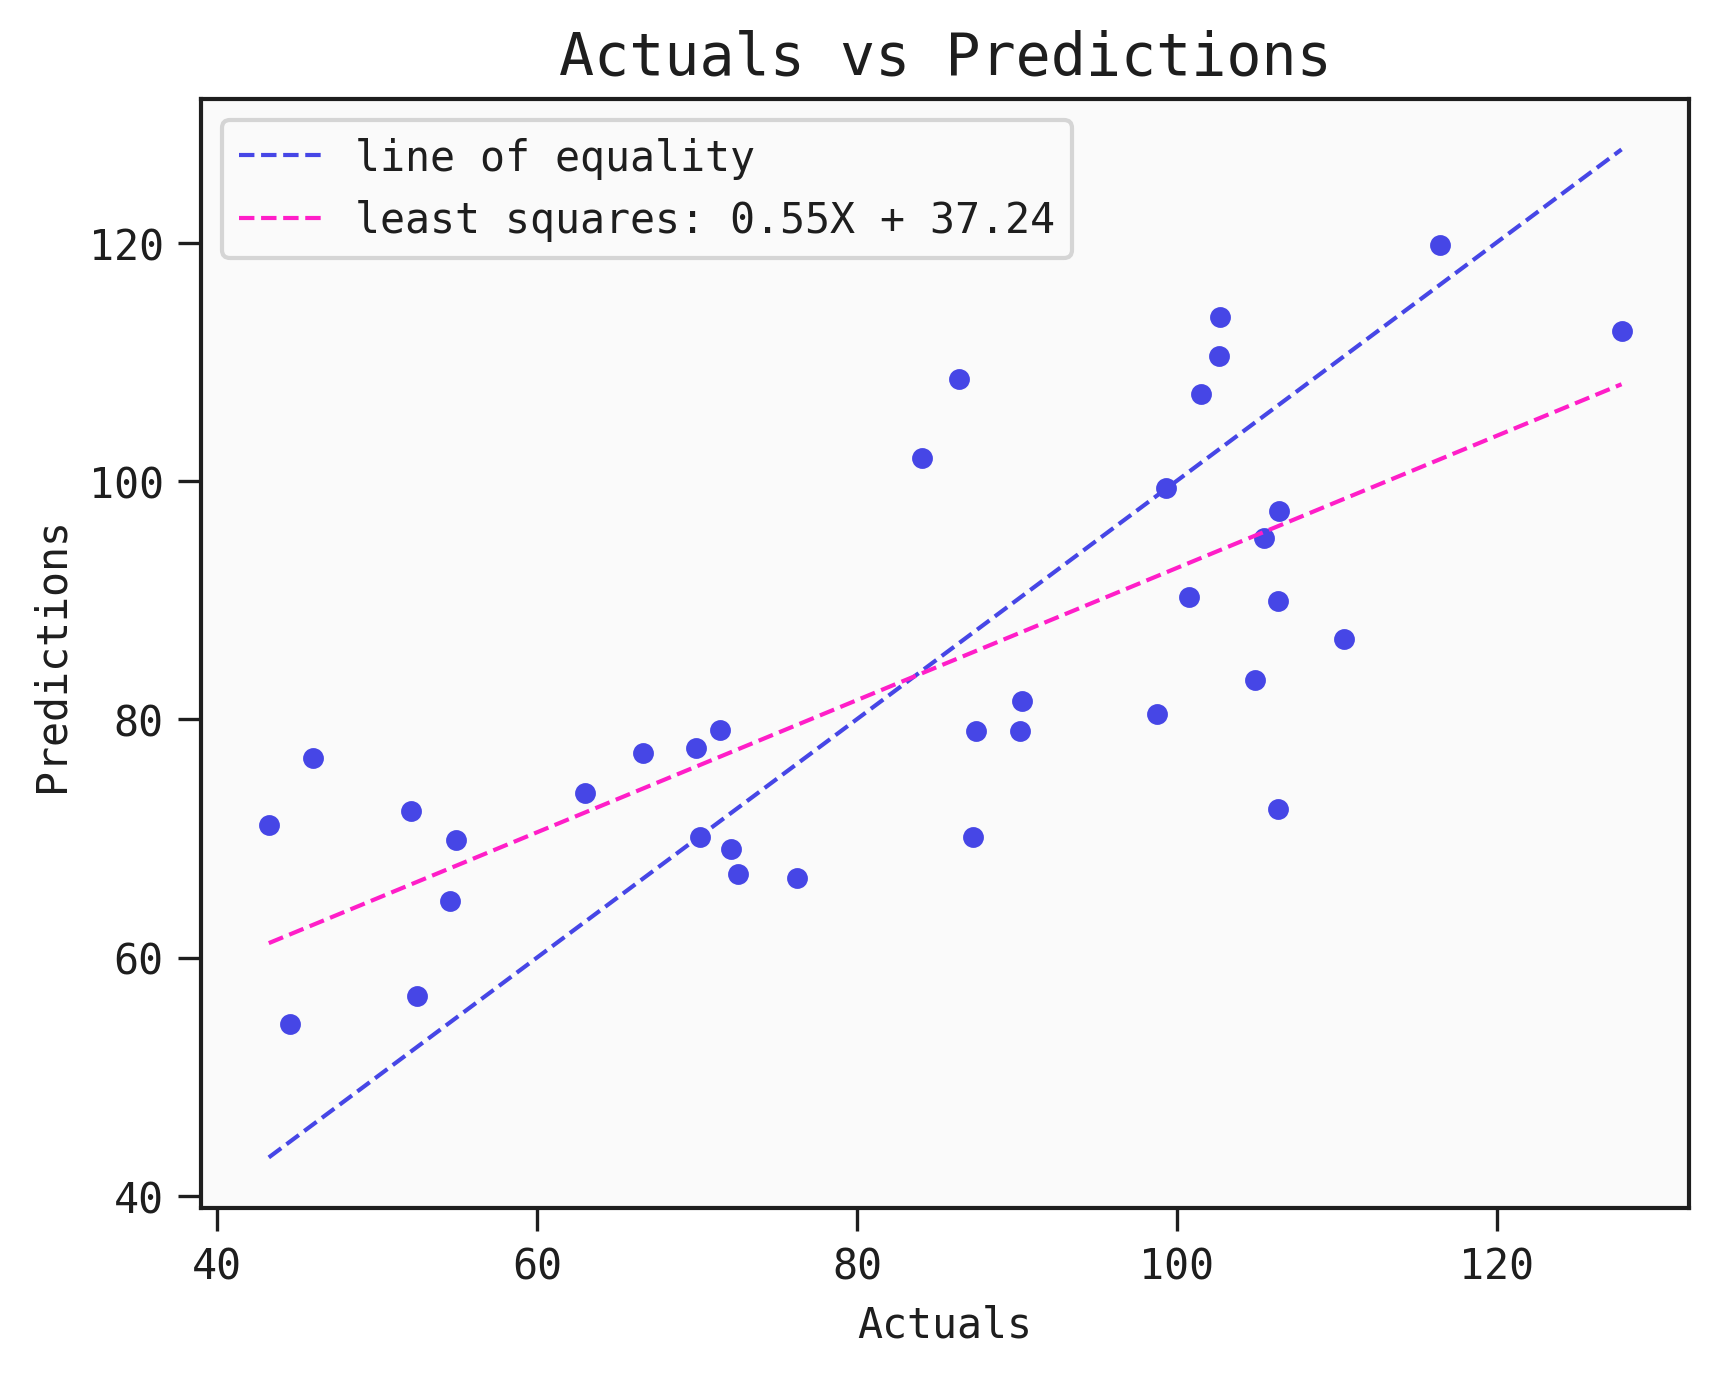 Actuals vs Predictions
line of equality
least squares: 0.55X + 37.24
120
100
80
60
40
Predictions
40 60 80 100 120
Actuals